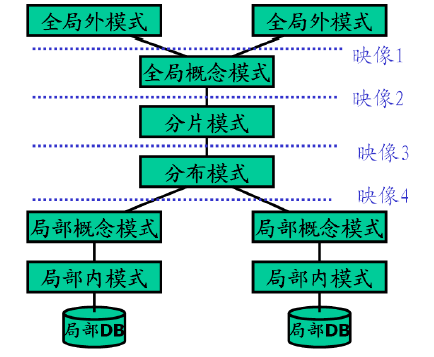 全局外模式 全局外模式
映像1
全局概念模式
映像2
分片模式
映像3
分布模式
映像4
局部概念模式 局部概念模式
局部内模式 局部内模式
局部DB 局部DB